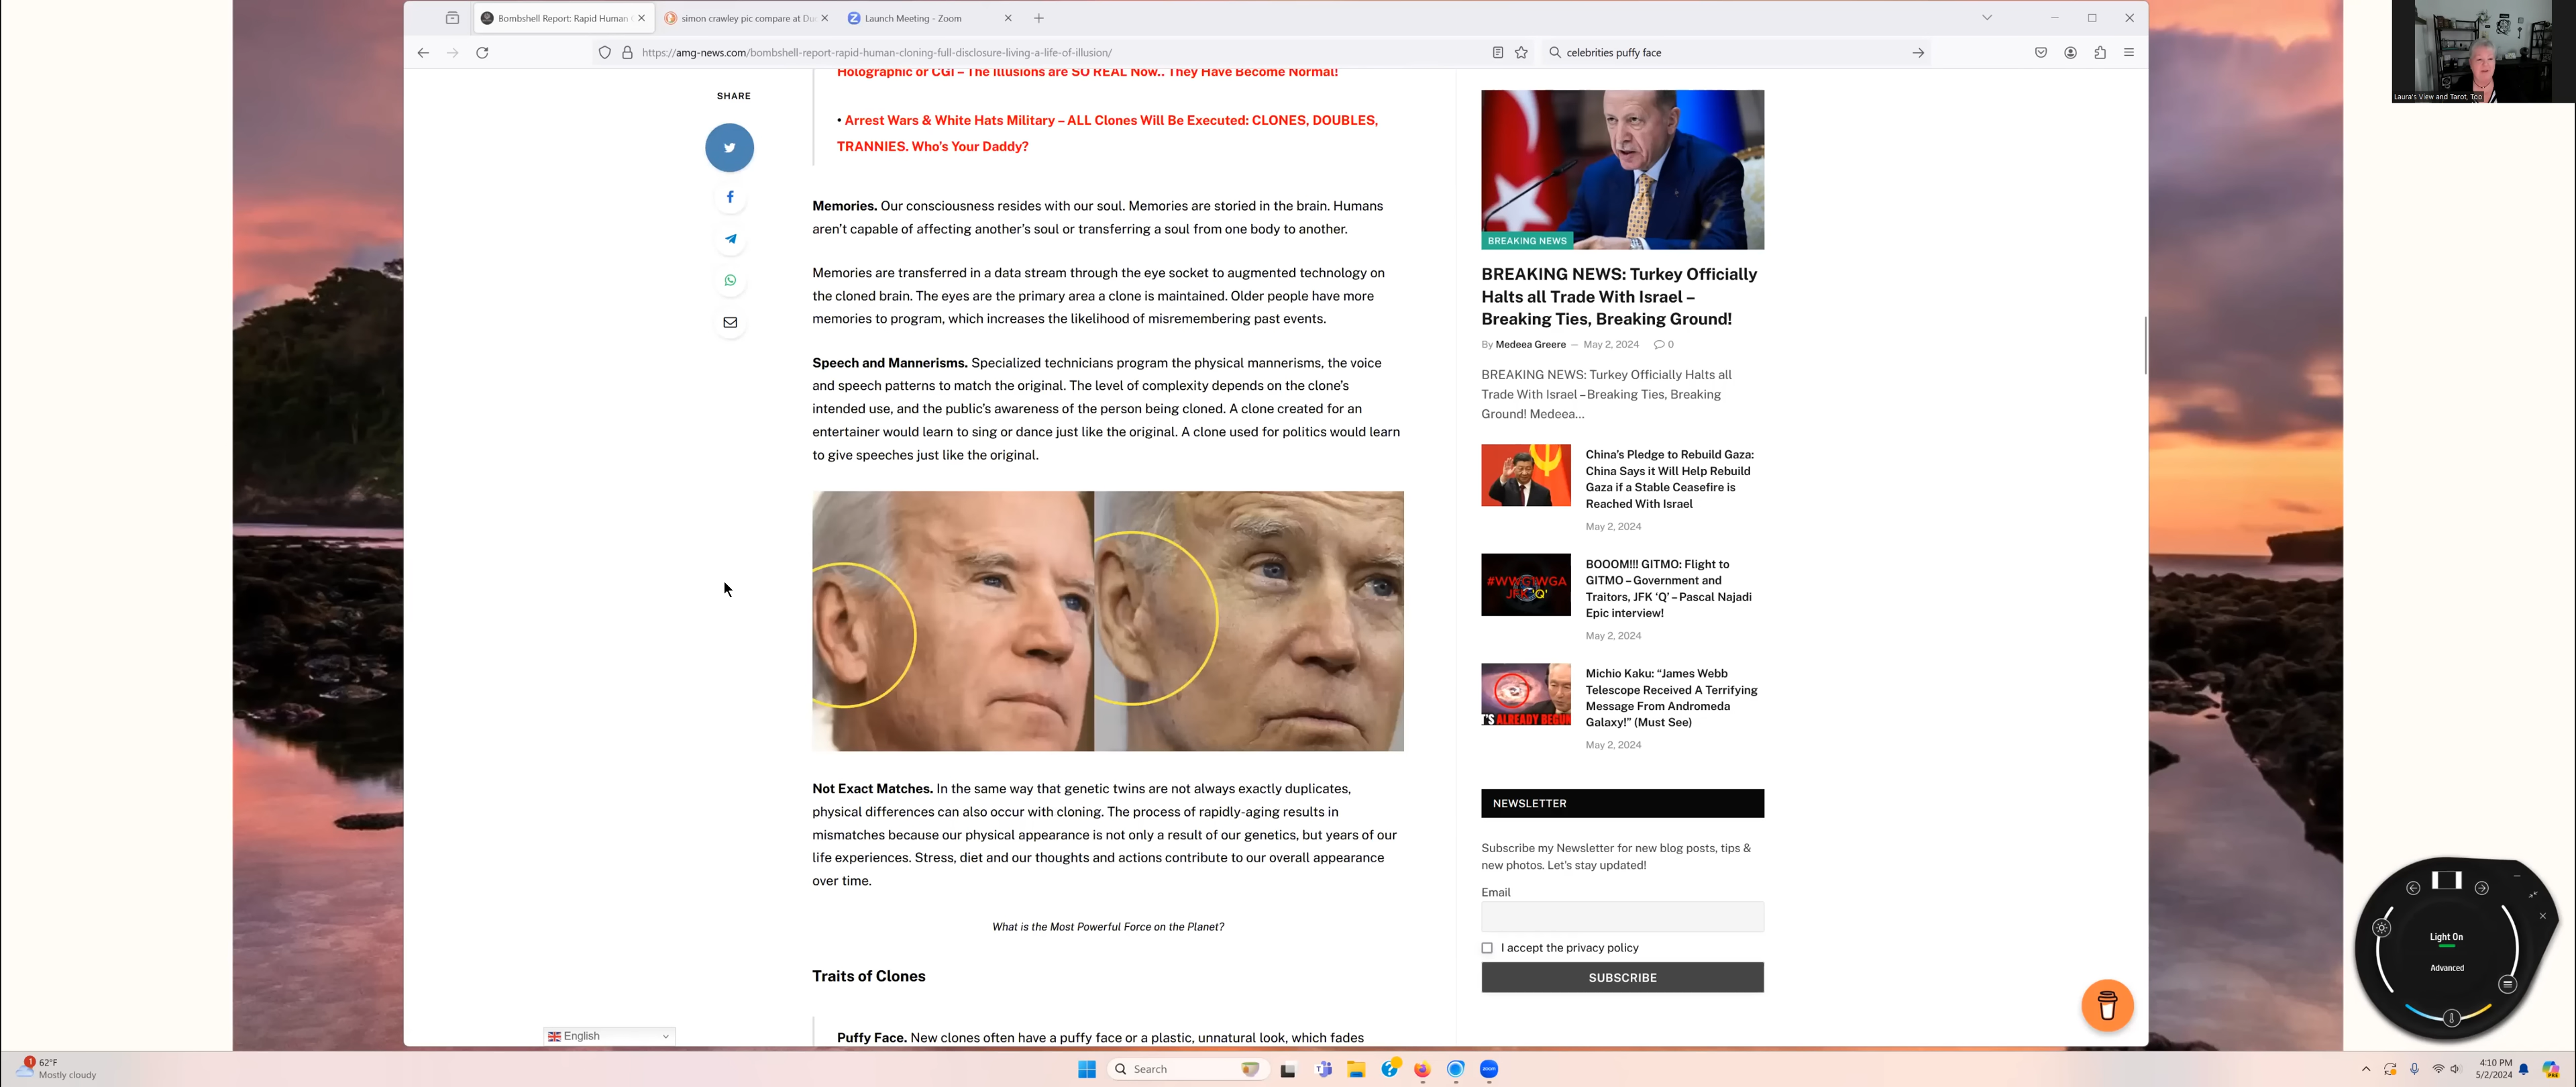 Bombshell Report: Rapid Human
simon crawley pic compare at Du
Launch Meeting - Zoom
https://amg-news.com/bombshell-report-rapid-human-cloning-full-disclosure-living-a-life-of-illusion/
celebrities puffy face
Laura's View and Tarot, Too
SHARE
Holographic or CGI – The Illusions are SO REAL Now.. They Have Become Normal!
• Arrest Wars & White Hats Military – ALL Clones Will Be Executed: CLONES, DOUBLES,
TRANNIES. Who's Your Daddy?
Memories. Our consciousness resides with our soul. Memories are storied in the brain. Humans
aren't capable of affecting another's soul or transferring a soul from one body to another.
Memories are transferred in a data stream through the eye socket to augmented technology on
the cloned brain. The eyes are the primary area a clone is maintained. Older people have more
memories to program, which increases the likelihood of misremembering past events.
Speech and Mannerisms. Specialized technicians program the physical mannerisms, the voice
and speech patterns to match the original. The level of complexity depends on the clone's
intended use, and the public's awareness of the person being cloned. A clone created for an
entertainer would learn to sing or dance just like the original. A clone used for politics would learn
to give speeches just like the original.
Not Exact Matches. In the same way that genetic twins are not always exactly duplicates,
physical differences can also occur with cloning. The process of rapidly-aging results in
mismatches because our physical appearance is not only a result of our genetics, but years of our
life experiences. Stress, diet and our thoughts and actions contribute to our overall appearance
over time.
What is the Most Powerful Force on the Planet?
Traits of Clones
Puffy Face. New clones often have a puffy face or a plastic, unnatural look, which fades
English
BREAKING NEWS
BREAKING NEWS: Turkey Officially
Halts all Trade With Israel –
Breaking Ties, Breaking Ground!
By Medeea Greere — May 2, 2024 0
BREAKING NEWS: Turkey Officially Halts all
Trade With Israel – Breaking Ties, Breaking
Ground! Medeea...
China's Pledge to Rebuild Gaza:
China Says it Will Help Rebuild
Gaza if a Stable Ceasefire is
Reached With Israel
May 2, 2024
BOOOM!!! GITMO: Flight to
GITMO – Government and
Traitors, JFK 'Q' – Pascal Najadi
Epic interview!
May 2, 2024
Michio Kaku: "James Webb
Telescope Received A Terrifying
Message From Andromeda
Galaxy!" (Must See)
May 2, 2024
T'S ALREADY BEGUN
NEWSLETTER
Subscribe my Newsletter for new blog posts, tips &
new photos. Let's stay updated!
Email
I accept the privacy policy
SUBSCRIBE
Light On
Advanced
1
62°F
Mostly cloudy
Search
zoom
4:10 PM
5/2/2024